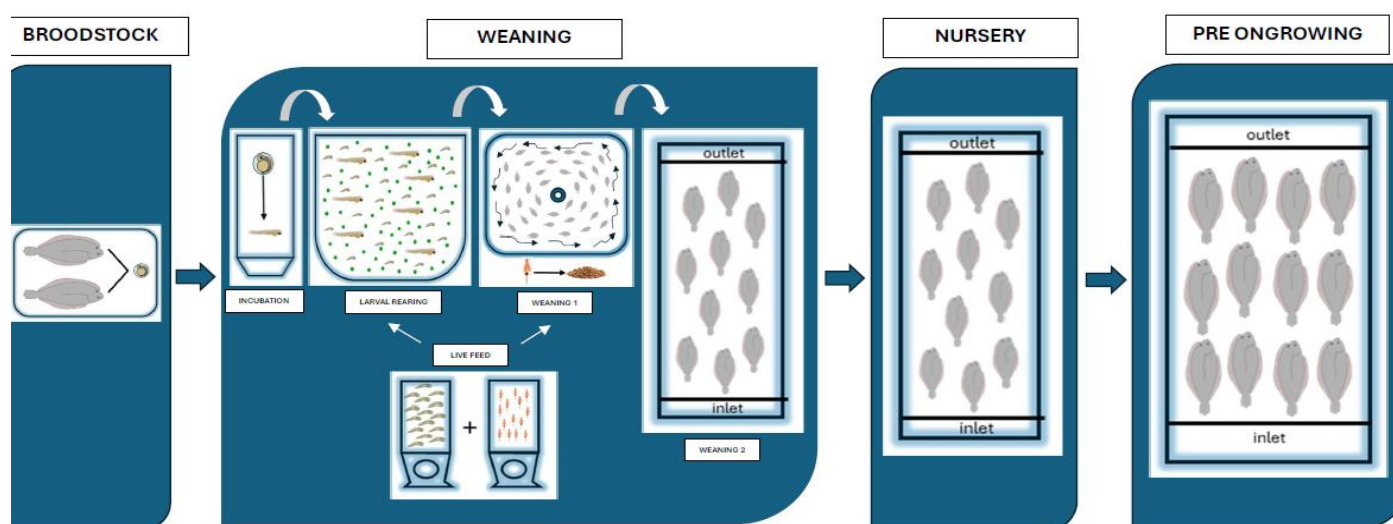 BROODSTOCK
WEANING
NURSERY
PRE ONGROWING
outlet
outlet
outlet
INCUBATION
LARVAL REARING
WEANING 1
LIVE FEED
+
inlet
inlet
inlet
WEANING 2